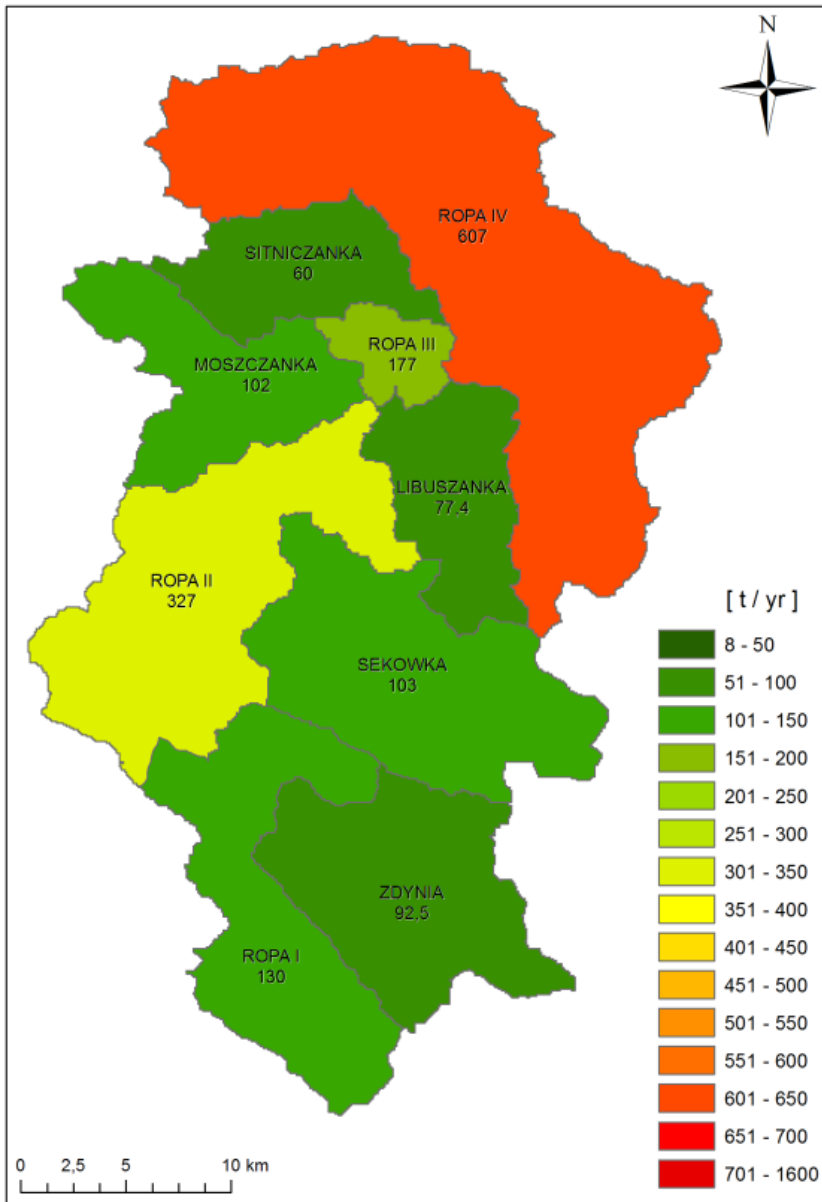 N
ROPA IV
607
SITNICZANKA
60
ROPA III
177
MOSZCZANKA
102
LIBUSZANKA
77,4
ROPA II
327
SEKOWKA
103
ZDYNIA
92,5
ROPA I
130
[ t / yr ]
8 - 50
51 - 100
101 - 150
151 - 200
201 - 250
251 - 300
301 - 350
351 - 400
401 - 450
451 - 500
501 - 550
551 - 600
601 - 650
651 - 700
701 - 1600
0 2,5 5 10 km